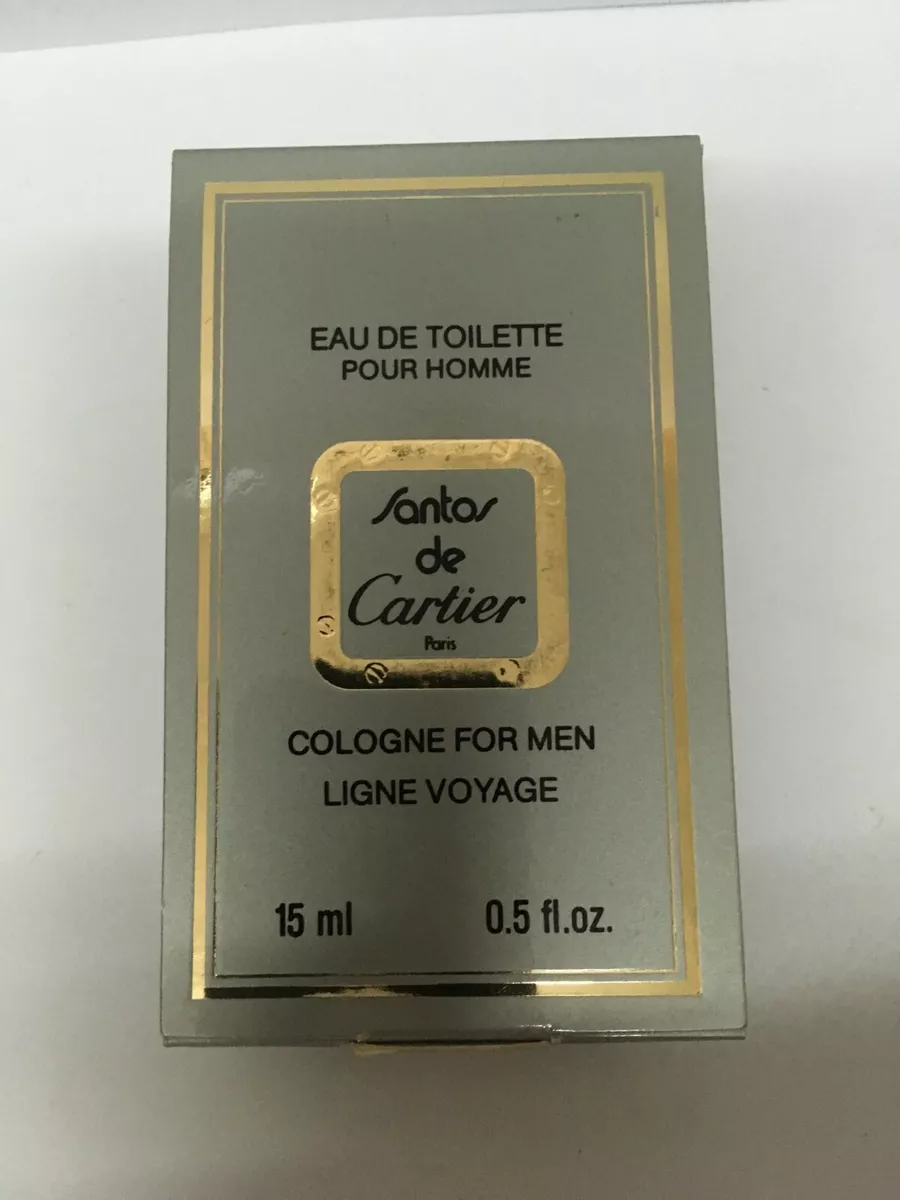 EAU DE TOILETTE
POUR HOMME
Santos
de
Cartier
Paris
COLOGNE FOR MEN
LIGNE VOYAGE
15 ml 0.5 fl.oz.